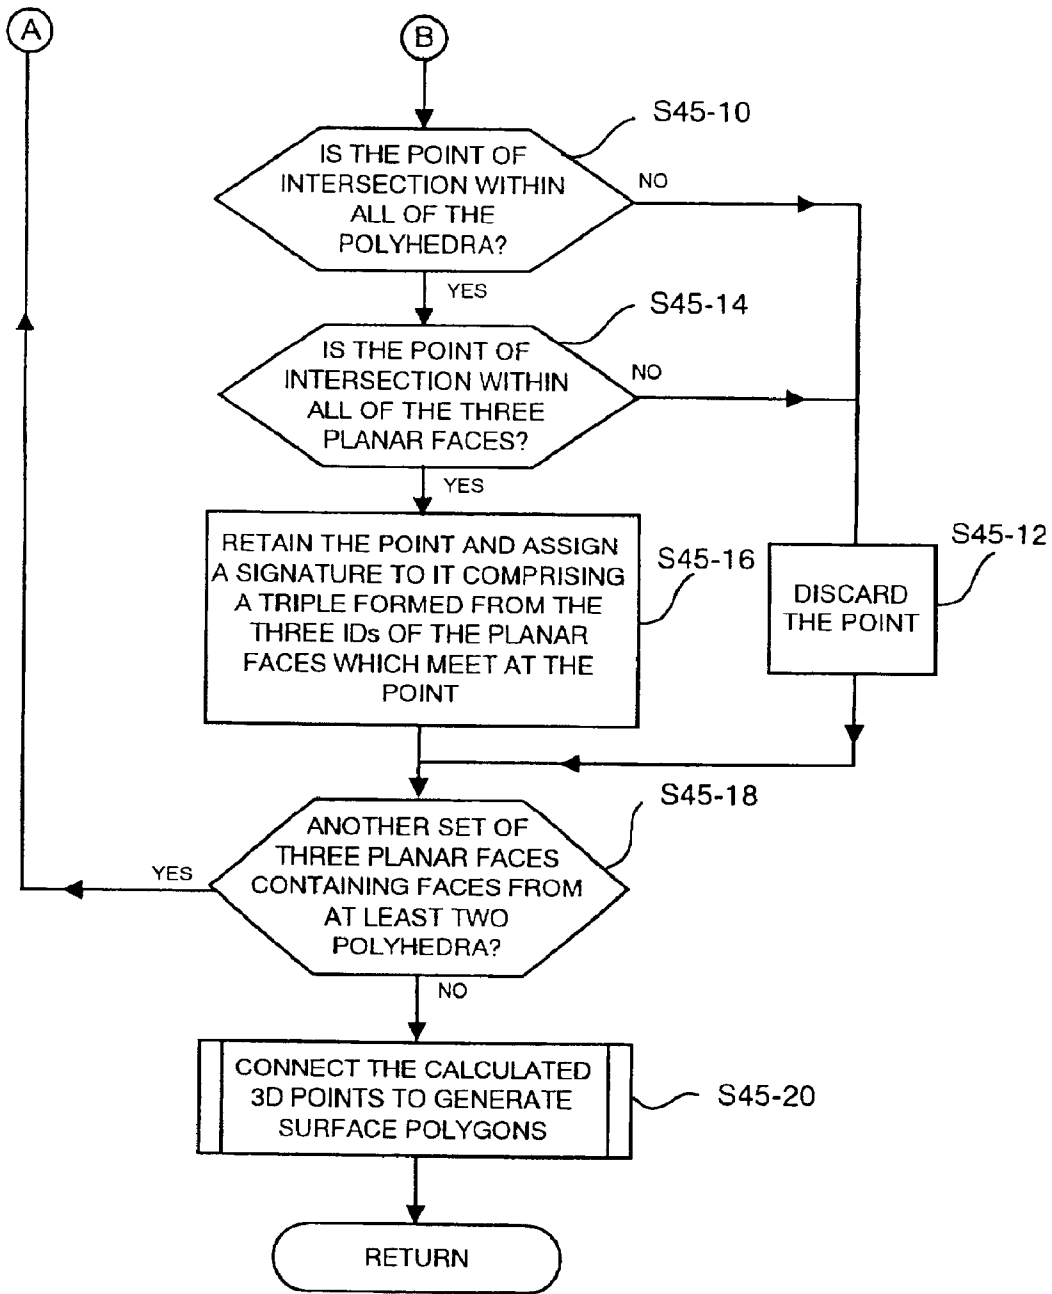 A
B
S45-10
IS THE POINT OF
INTERSECTION WITHIN
ALL OF THE
POLYHEDRA?
NO
YES
S45-14
IS THE POINT OF
INTERSECTION WITHIN
ALL OF THE THREE
PLANAR FACES?
NO
YES
RETAIN THE POINT AND ASSIGN
A SIGNATURE TO IT COMPRISING
A TRIPLE FORMED FROM THE
THREE IDs OF THE PLANAR
FACES WHICH MEET AT THE
POINT
S45-16
S45-12
DISCARD
THE POINT
S45-18
ANOTHER SET OF
THREE PLANAR FACES
CONTAINING FACES FROM
AT LEAST TWO
POLYHEDRA?
YES
NO
CONNECT THE CALCULATED
3D POINTS TO GENERATE
SURFACE POLYGONS
S45-20
RETURN